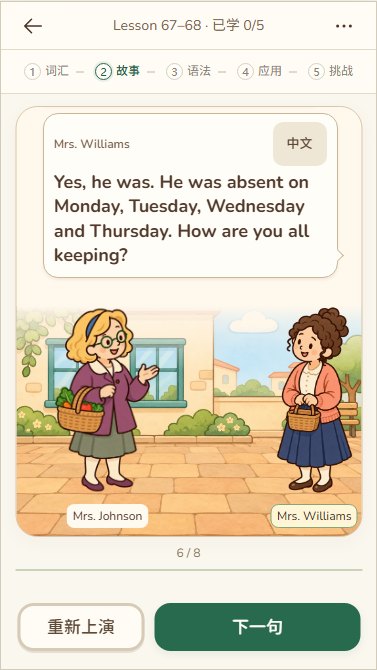 Lesson 67–68 · 已学 0/5
1 词汇 – 2 故事 – 3 语法 – 4 应用 – 5 挑战
Mrs. Williams
中文
Yes, he was. He was absent on
Monday, Tuesday, Wednesday
and Thursday. How are you all
keeping?
Mrs. Johnson
Mrs. Williams
6 / 8
重新上演
下一句